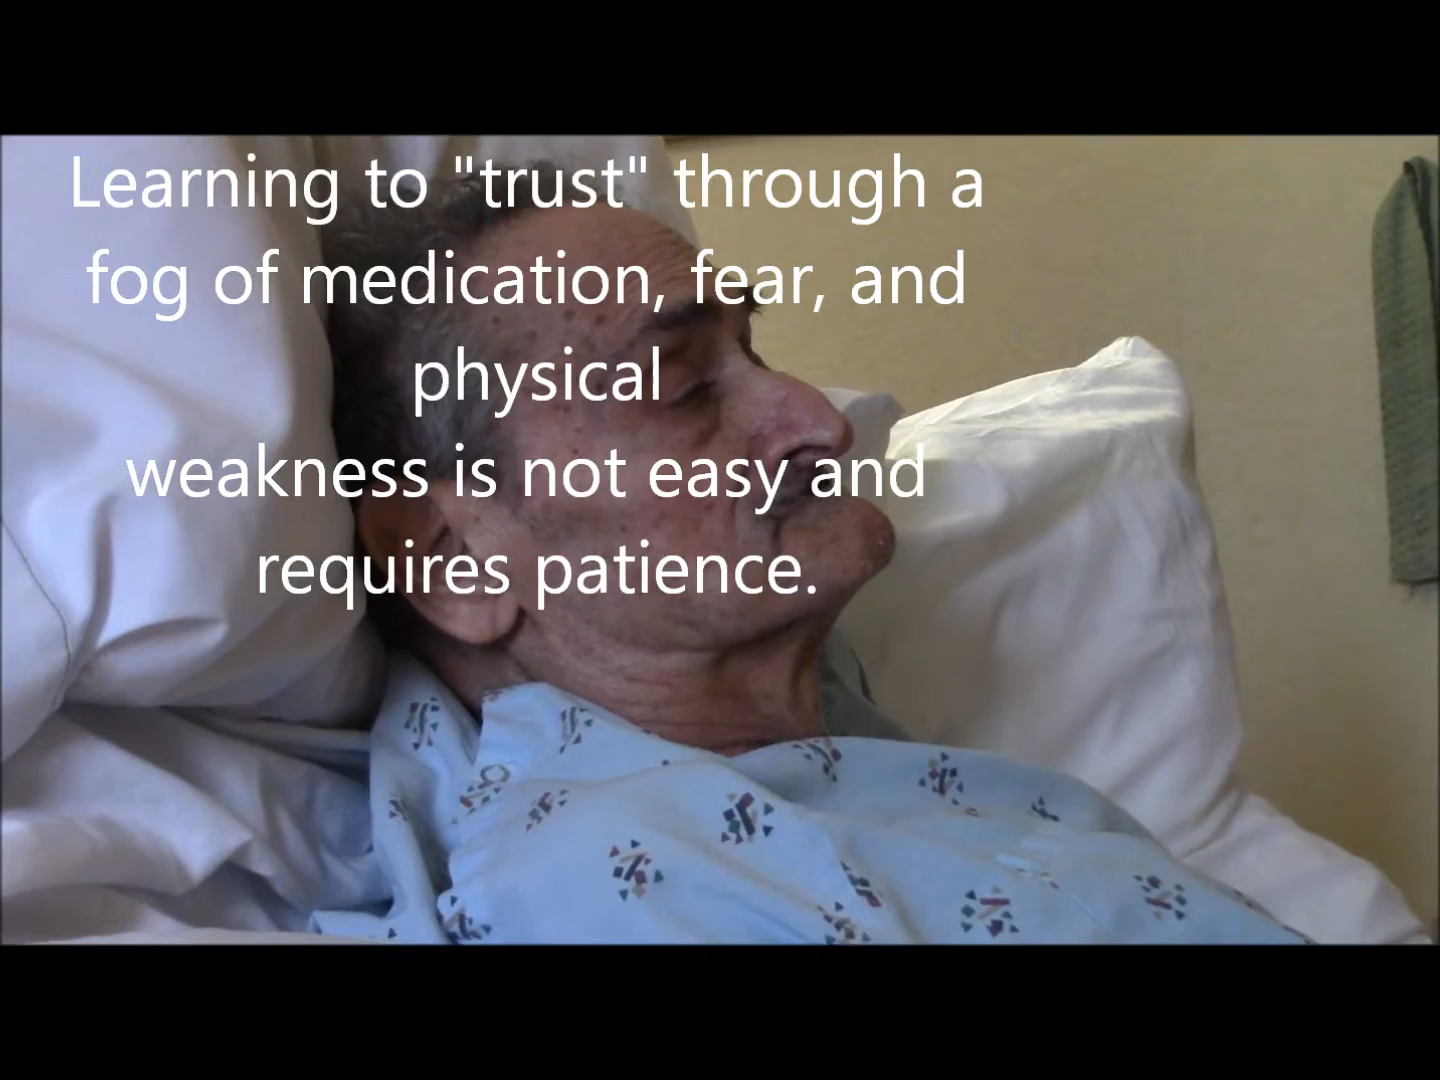 Learning to "trust" through a
fog of medication, fear, and
physical
weakness is not easy and
requires patience.